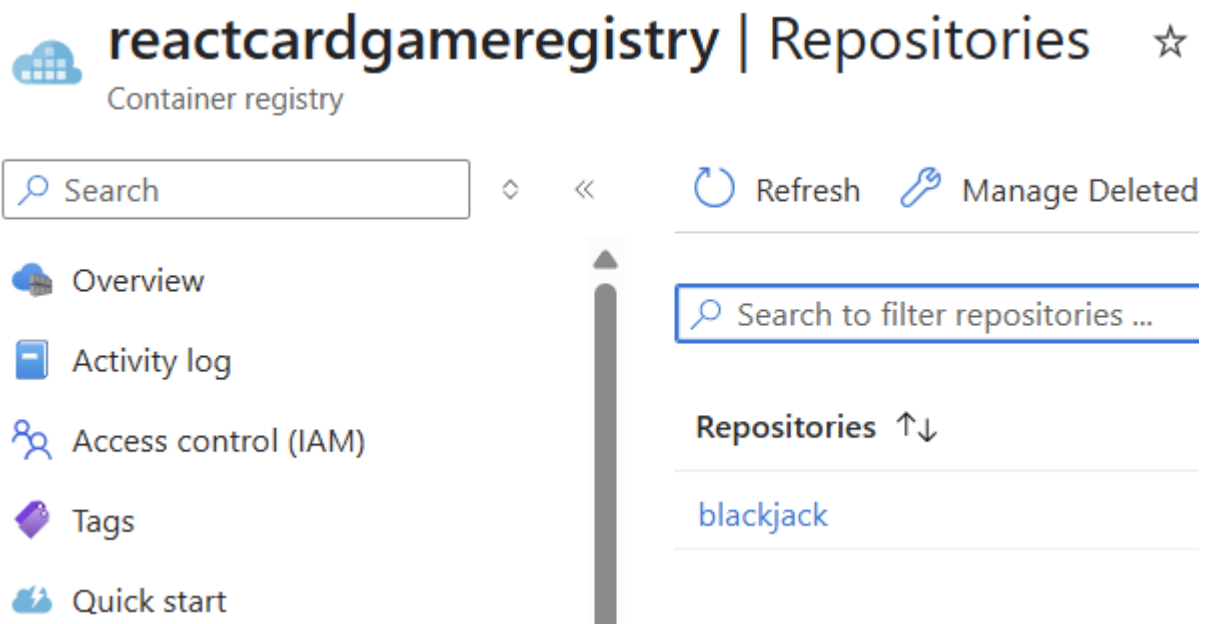 reactcardgameregistry | Repositories
Container registry
Search
Overview
Activity log
Access control (IAM)
Tags
Quick start
Refresh
Manage Deleted
Search to filter repositories ...
Repositories
blackjack